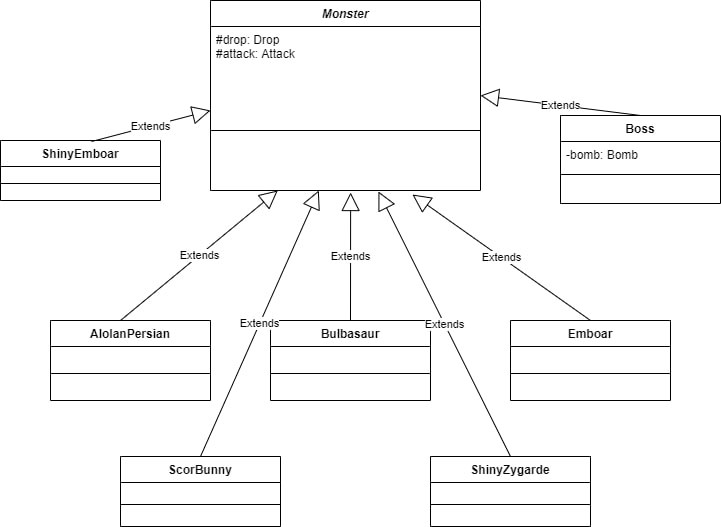 Monster
#drop: Drop
#attack: Attack
Extends
Extends
Boss
-bomb: Bomb
ShinyEmboar
Extends
Extends
Extends
Extends
Extends
AlolanPersian
Bulbasaur
Emboar
ScorBunny
ShinyZygarde